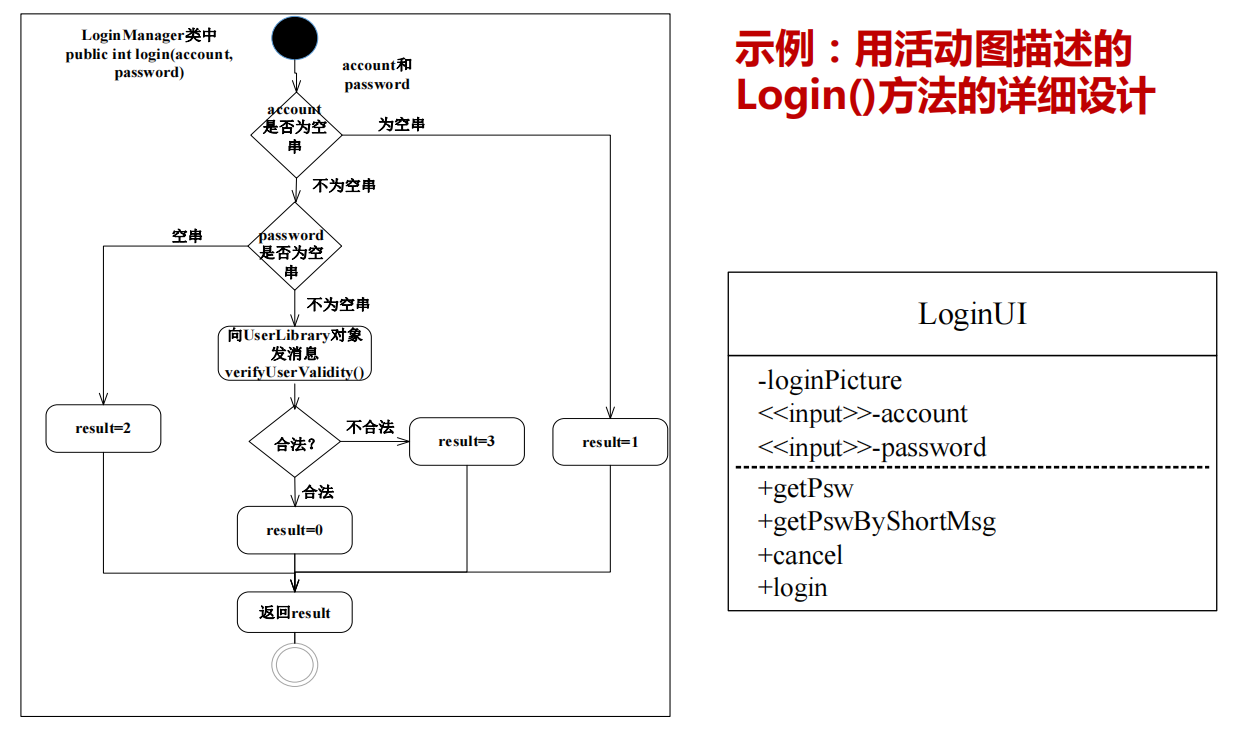 LoginManager类中
public int login(account,
password)
account和
password
account
是否为空
串
为空串
不为空串
password
是否为空
串
空串
不为空串
向UserLibrary对象
发消息
verifyUserValidity()
result=2
合法？
不合法
result=3
result=1
合法
result=0
返回result
示例：用活动图描述的
Login()方法的详细设计
LoginUI
-loginPicture
<<input>>-account
<<input>>-password
+getPsw
+getPswByShortMsg
+cancel
+login